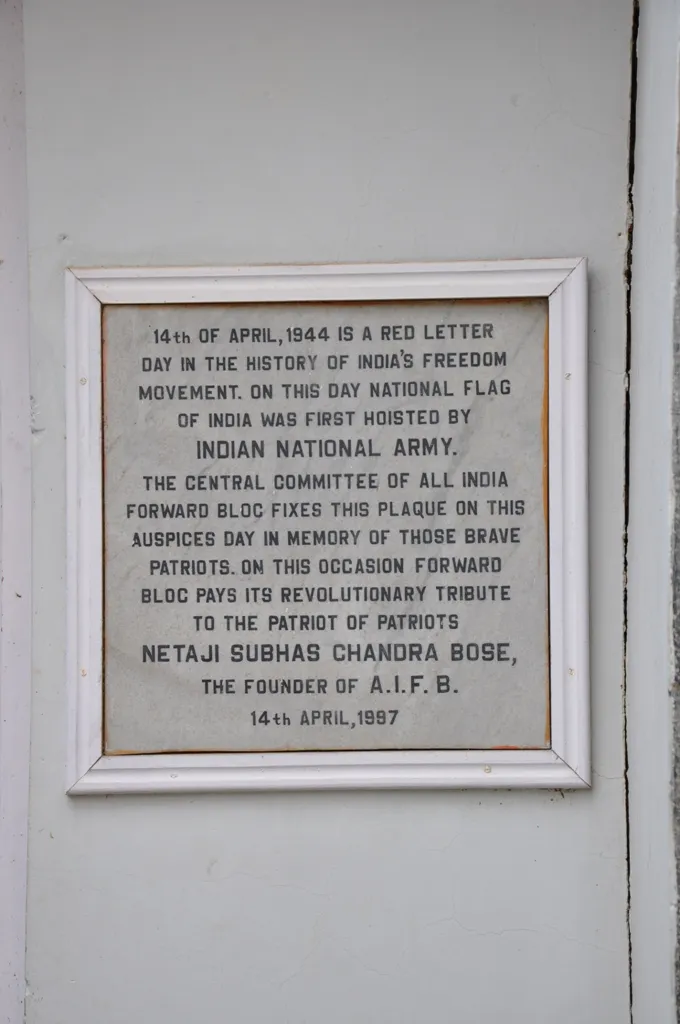 14th OF APRIL,1944 IS A RED LETTER
DAY IN THE HISTORY OF INDIA'S FREEDOM
MOVEMENT. ON THIS DAY NATIONAL FLAG
OF INDIA WAS FIRST HOISTED BY
INDIAN NATIONAL ARMY.
THE CENTRAL COMMITTEE OF ALL INDIA
FORWARD BLOC FIXES THIS PLAQUE ON THIS
AUSPICES DAY IN MEMORY OF THOSE BRAVE
PATRIOTS. ON THIS OCCASION FORWARD
BLOC PAYS ITS REVOLUTIONARY TRIBUTE
TO THE PATRIOT OF PATRIOTS
NETAJI SUBHAS CHANDRA BOSE,
THE FOUNDER OF A.I.F.B.
14th APRIL,1997